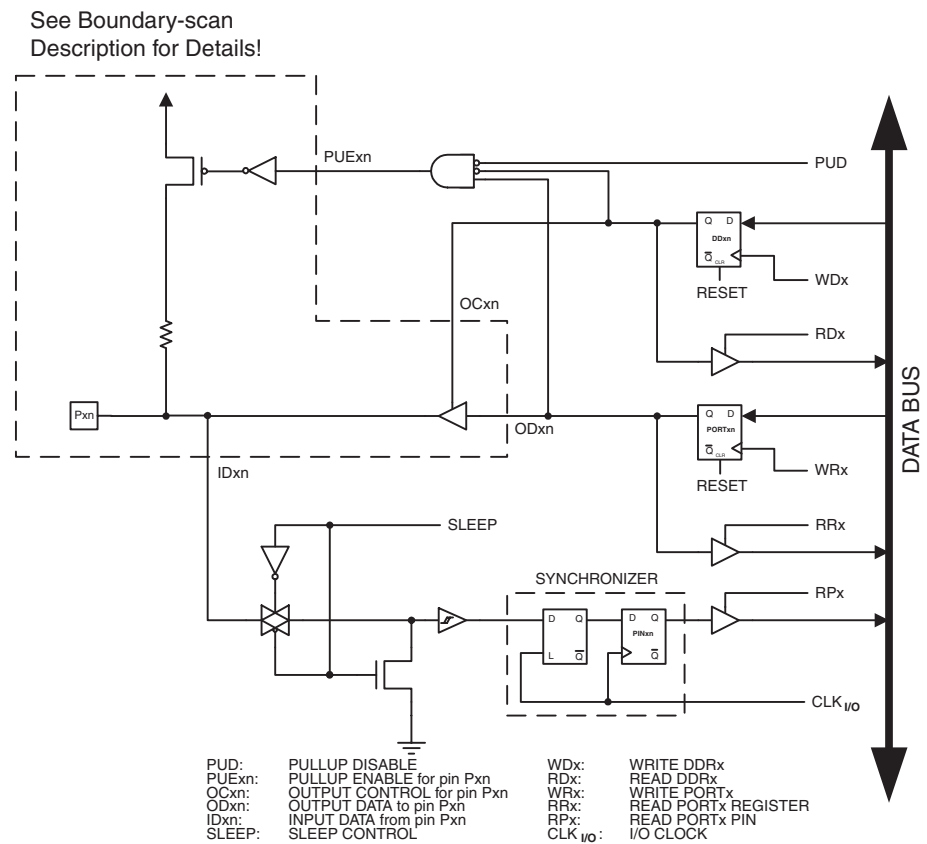 See Boundary-scan
Description for Details!
PUExn
PUD
Q D
DDxn
Q CLR
RESET
WDx
OCxn
RDx
Pxn
ODxn
Q D
PORTxn
Q CLR
RESET
WRx
DATA BUS
IDxn
SLEEP
RRx
SYNCHRONIZER
RPx
D Q
L Q
D Q
PINxn
Q
CLK I/O
PUD: PULLUP DISABLE
PUExn: PULLUP ENABLE for pin Pxn
OCxn: OUTPUT CONTROL for pin Pxn
ODxn: OUTPUT DATA to pin Pxn
IDxn: INPUT DATA from pin Pxn
SLEEP: SLEEP CONTROL
WDx: WRITE DDRx
RDx: READ DDRx
WRx: WRITE PORTx
RRx: READ PORTx REGISTER
RPx: READ PORTx PIN
CLK I/O: I/O CLOCK